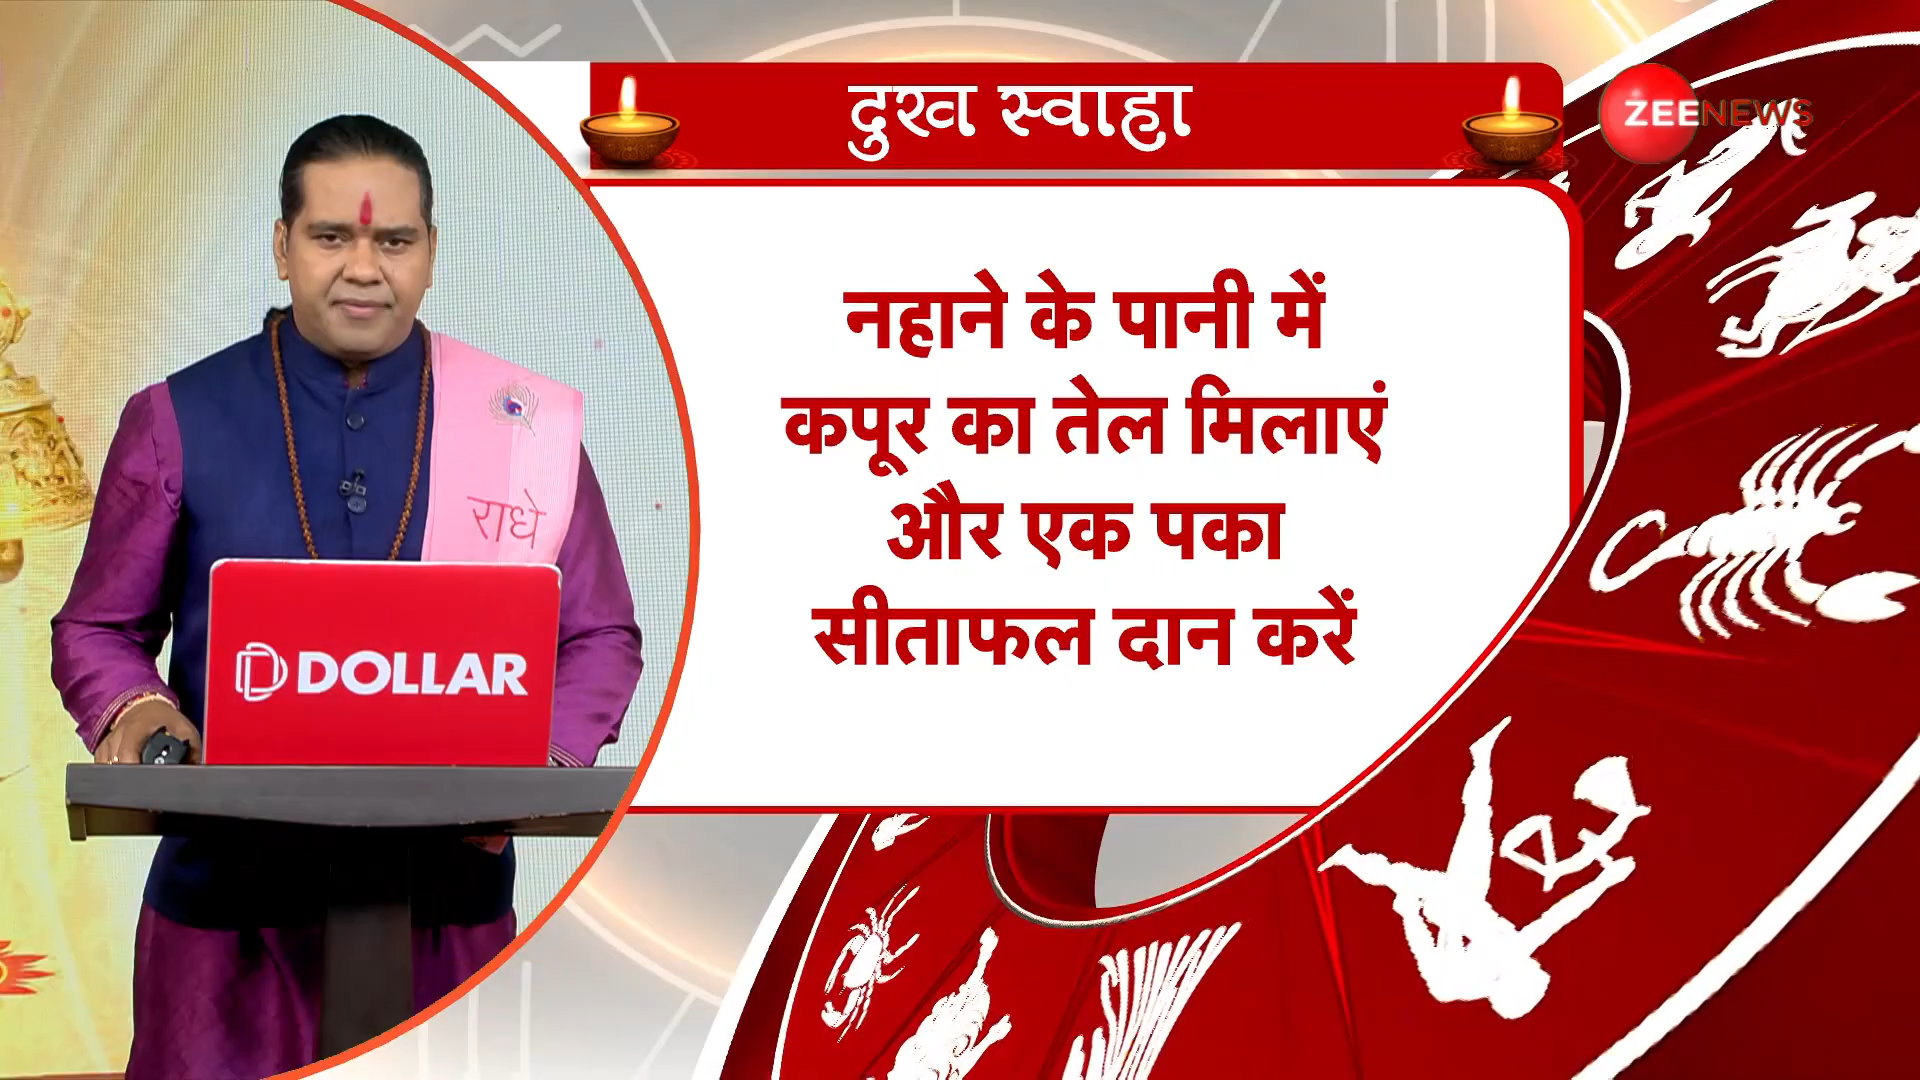 दुख स्वाहा
ZEENEWS
नहाने के पानी में
कपूर का तेल मिलाएं
और एक पका
सीताफल दान करें
राधे
DOLLAR